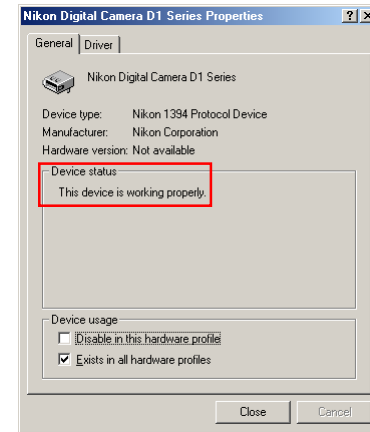 Nikon Digital Camera D1 Series Properties ? ×
General Driver
Nikon Digital Camera D1 Series
Device type: Nikon 1394 Protocol Device
Manufacturer: Nikon Corporation
Hardware version: Not available
Device status
This device is working properly.
Device usage
Disable in this hardware profile
Exists in all hardware profiles
Close Cancel